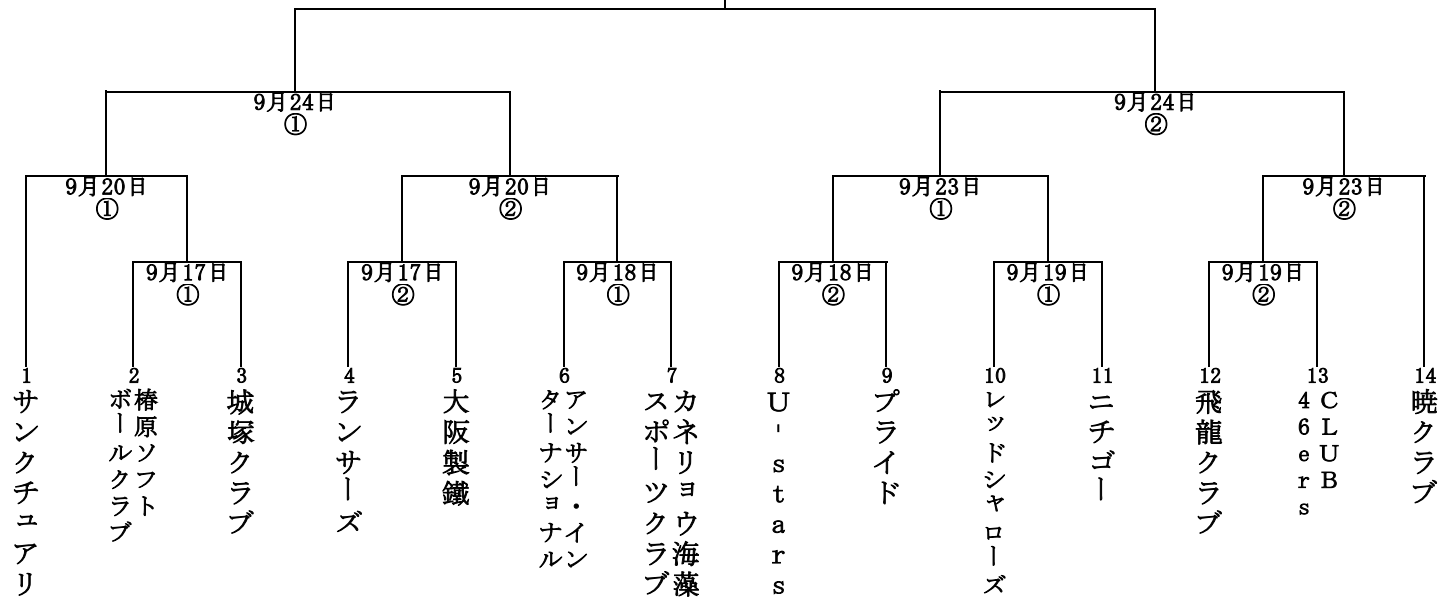 9月24日
①
9月24日
②
9月20日
①
9月20日
②
9月23日
①
9月23日
②
9月17日
①
9月17日
②
9月18日
①
9月18日
②
9月19日
①
9月19日
②
1
サンクチュアリ
2
椿原ソフト
ボールクラブ
3
城塚クラブ
4
ランサーズ
5
大阪製鐵
6
アンサー・イン
ターナショナル
7
カネリョウ海藻
スポーツクラブ
8
U-stars
9
プライド
10
レッドシャローズ
11
ニチゴー
12
飛龍クラブ
13
CLUB
46ers
14
暁クラブ